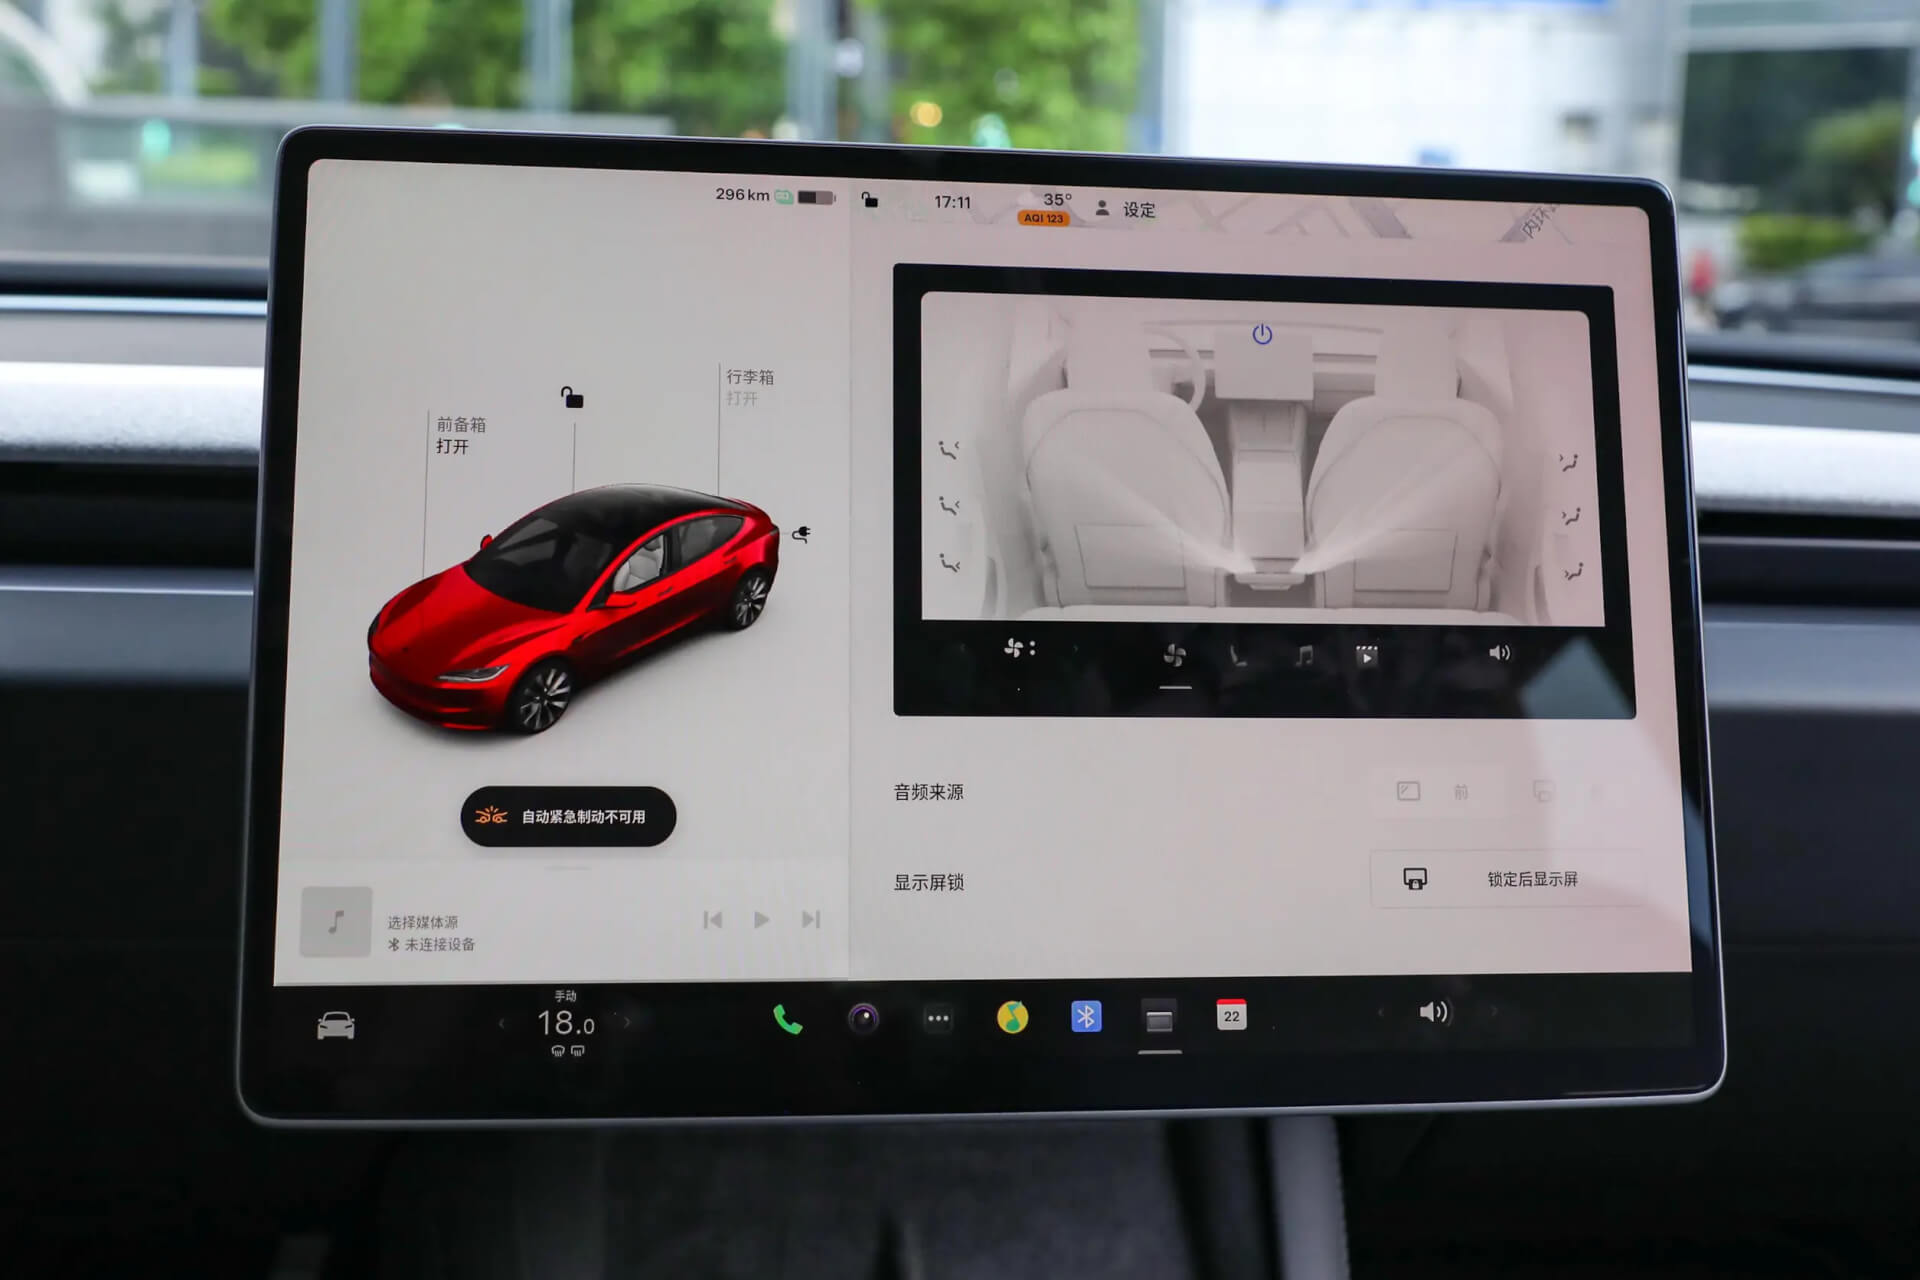 296 km
17:11
35°
AQI 123
设定
内环
行李箱
打开
前备箱
打开
自动紧急制动不可用
选择媒体源
未连接设备
音频来源
前
显示屏锁
锁定后显示屏
手动
18.0
22